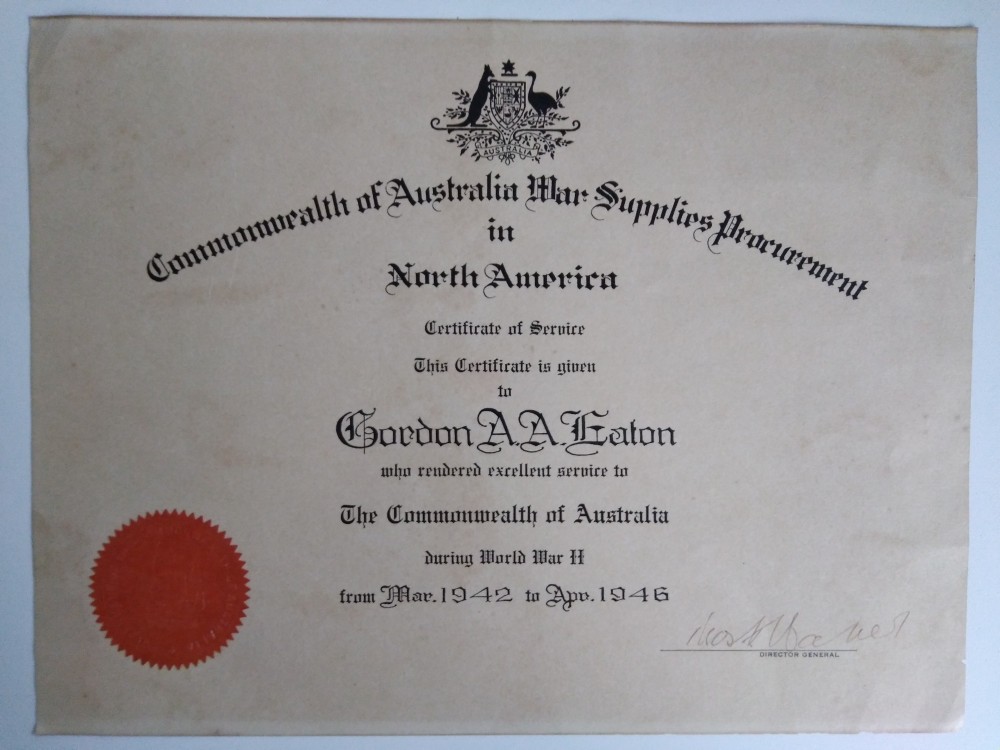 AUSTRALIA
Commonwealth of Australia War Supplies Procurement
in
North America
Certificate of Service
This Certificate is given
to
Gordon A.A. Eaton
who rendered excellent service to
The Commonwealth of Australia
during World War II
from Mar. 1942 to Apr. 1946
DIRECTOR GENERAL